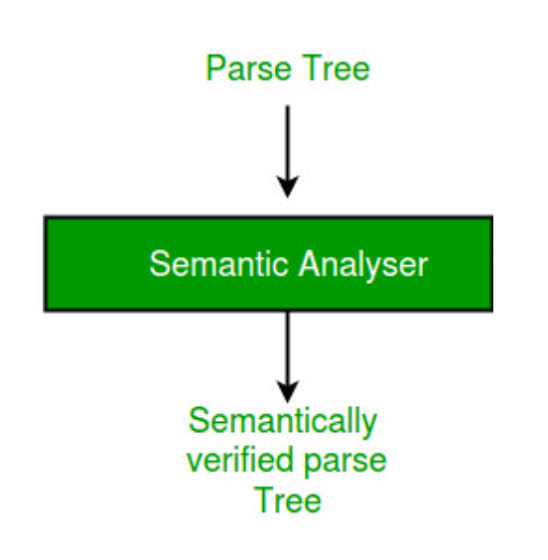 Parse Tree
Semantic Analyser
Semantically
verified parse
Tree